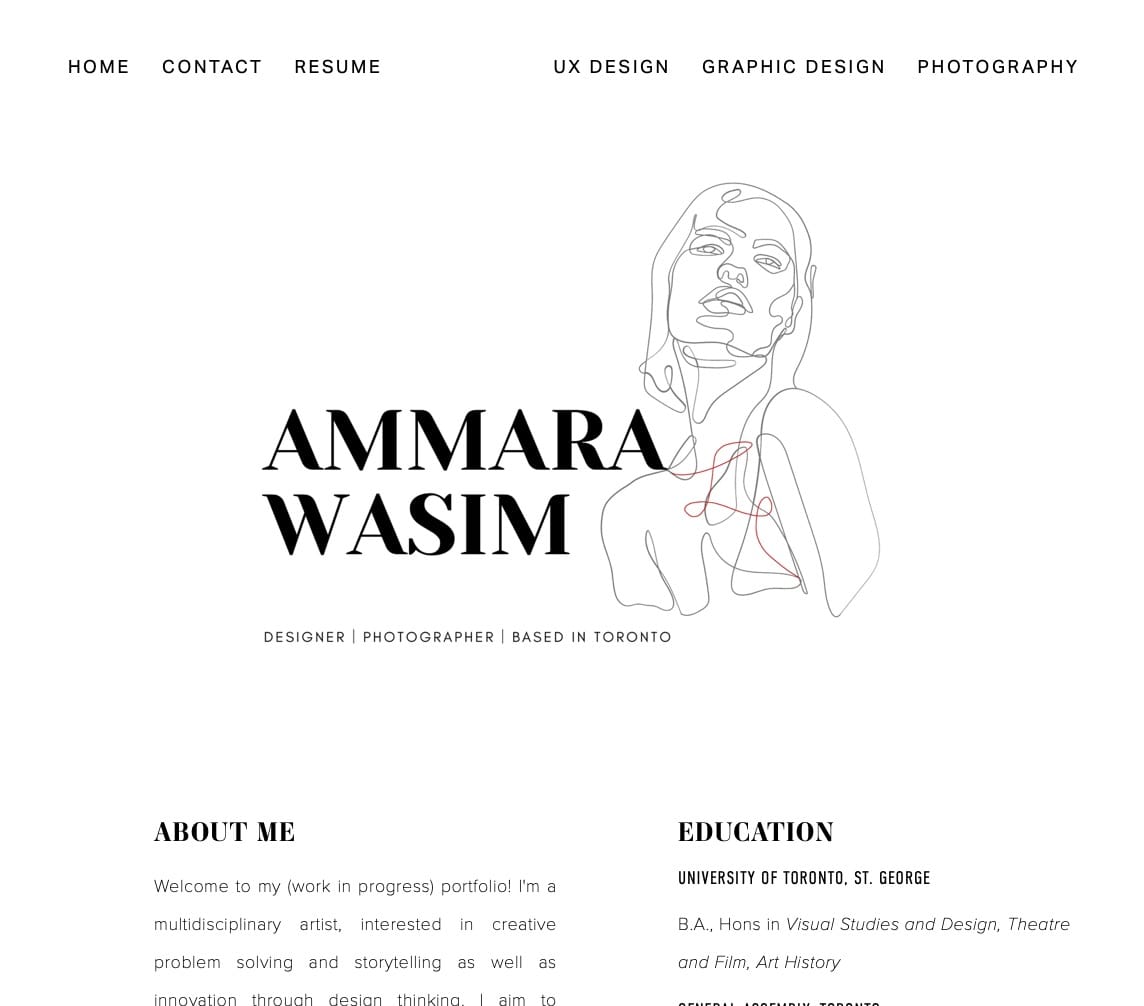 HOME CONTACT RESUME UX DESIGN GRAPHIC DESIGN PHOTOGRAPHY
AMMARA
WASIM
DESIGNER | PHOTOGRAPHER | BASED IN TORONTO
ABOUT ME
Welcome to my (work in progress) portfolio! I'm a
multidisciplinary artist, interested in creative
problem solving and storytelling as well as
innovation through design thinking. I aim to
EDUCATION
UNIVERSITY OF TORONTO, ST. GEORGE
B.A., Hons in Visual Studies and Design, Theatre
and Film, Art History
GENERAL ASSEMBLY, TORONTO